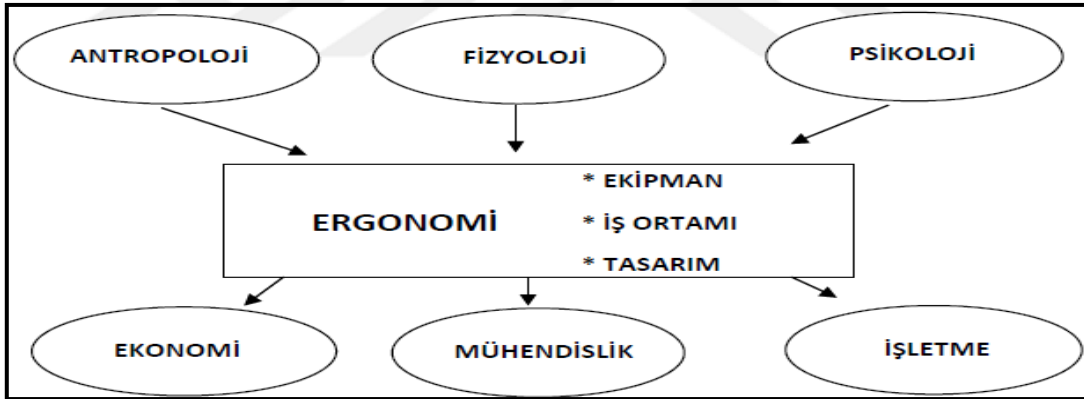 ANTROPOLOJİ
FİZYOLOJİ
PSİKOLOJİ
* EKİPMAN
ERGONOMİ
* İŞ ORTAMI
* TASARIM
EKONOMİ
MÜHENDİSLİK
İŞLETME